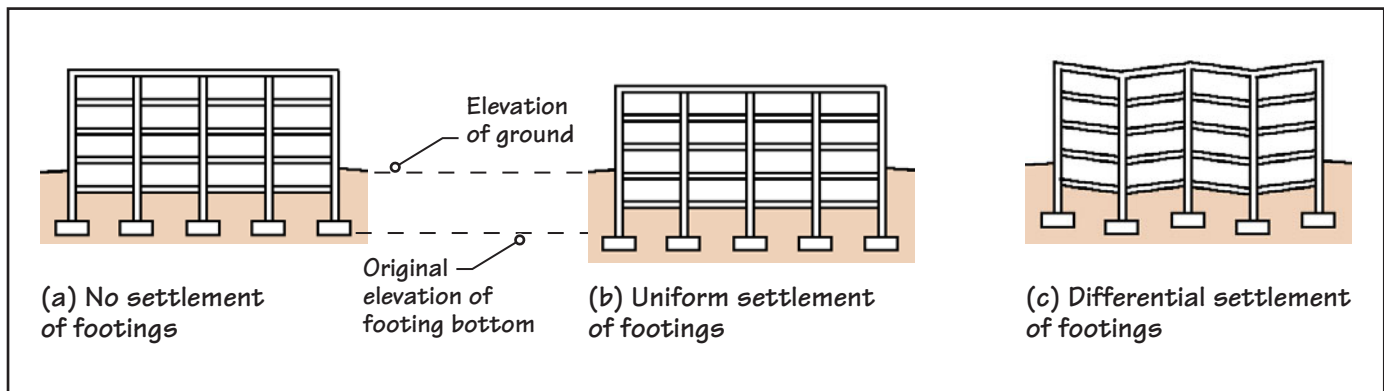 Elevation
of ground
Original
elevation of
footing bottom
(a) No settlement
of footings
(b) Uniform settlement
of footings
(c) Differential settlement
of footings